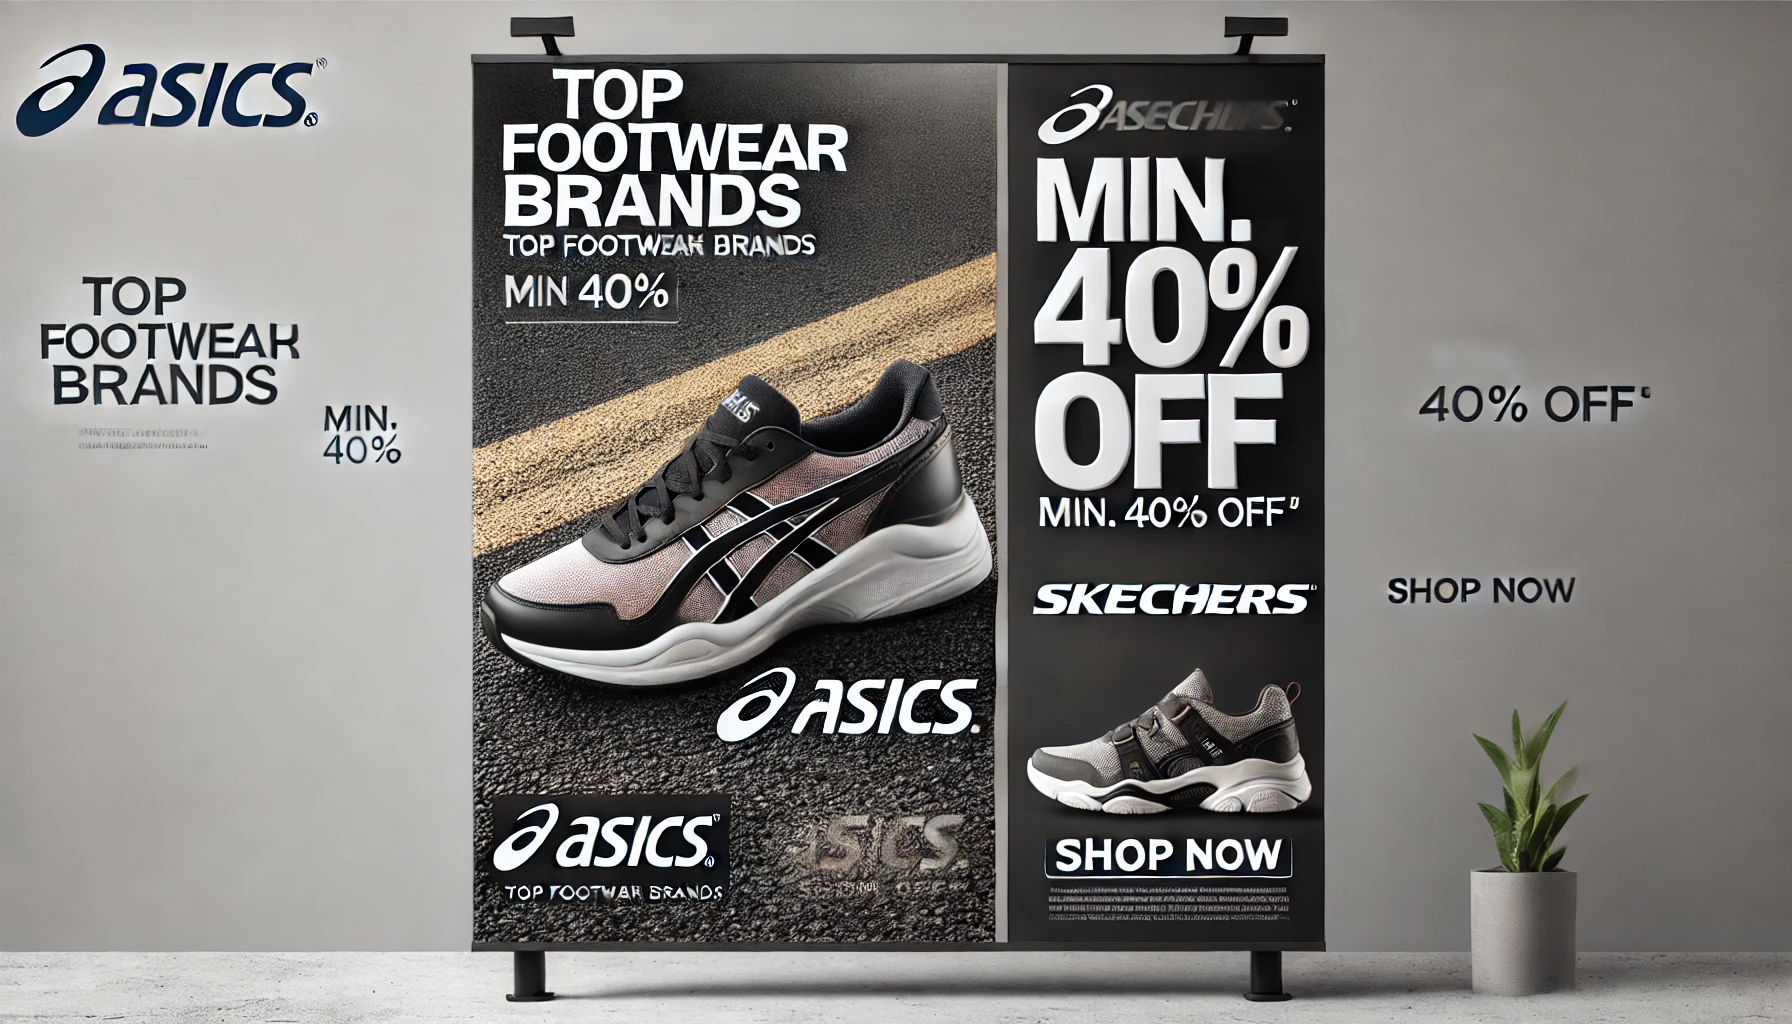 asics.
TOP
FOOTWEAR
BRANDS
MIN.
40%
TOP
FOOTWEAR
BRANDS
TOP FOOTWEAR BRANDS
MIN 40%
ASICS.
asics.
TOP FOOTWAR BRANDS
ASECHERS.
MIN.
40%
OFF
MIN. 40% OFF
SKECHERS
SHOP NOW
40% OFF
SHOP NOW